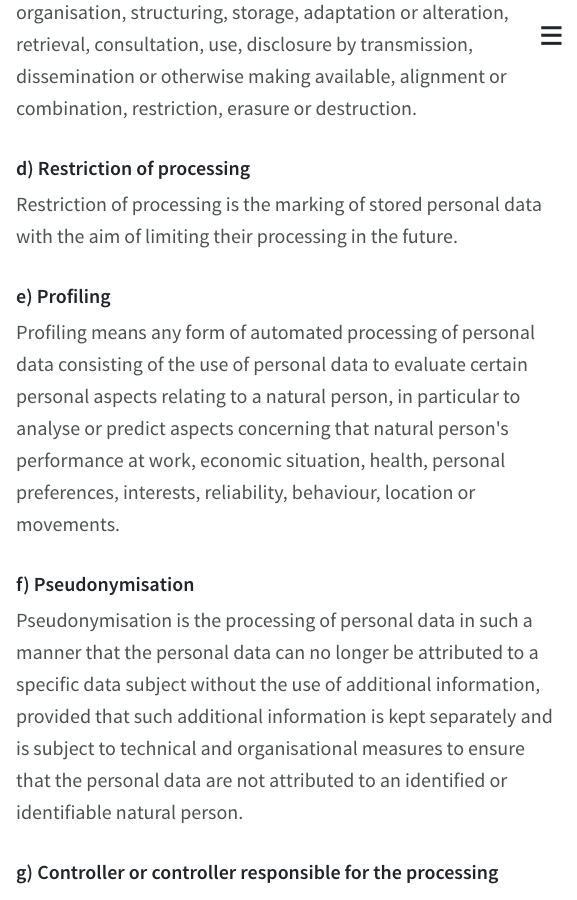 organisation, structuring, storage, adaptation or alteration,
retrieval, consultation, use, disclosure by transmission,
dissemination or otherwise making available, alignment or
combination, restriction, erasure or destruction.
d) Restriction of processing
Restriction of processing is the marking of stored personal data
with the aim of limiting their processing in the future.
e) Profiling
Profiling means any form of automated processing of personal
data consisting of the use of personal data to evaluate certain
personal aspects relating to a natural person, in particular to
analyse or predict aspects concerning that natural person's
performance at work, economic situation, health, personal
preferences, interests, reliability, behaviour, location or
movements.
f) Pseudonymisation
Pseudonymisation is the processing of personal data in such a
manner that the personal data can no longer be attributed to a
specific data subject without the use of additional information,
provided that such additional information is kept separately and
is subject to technical and organisational measures to ensure
that the personal data are not attributed to an identified or
identifiable natural person.
g) Controller or controller responsible for the processing